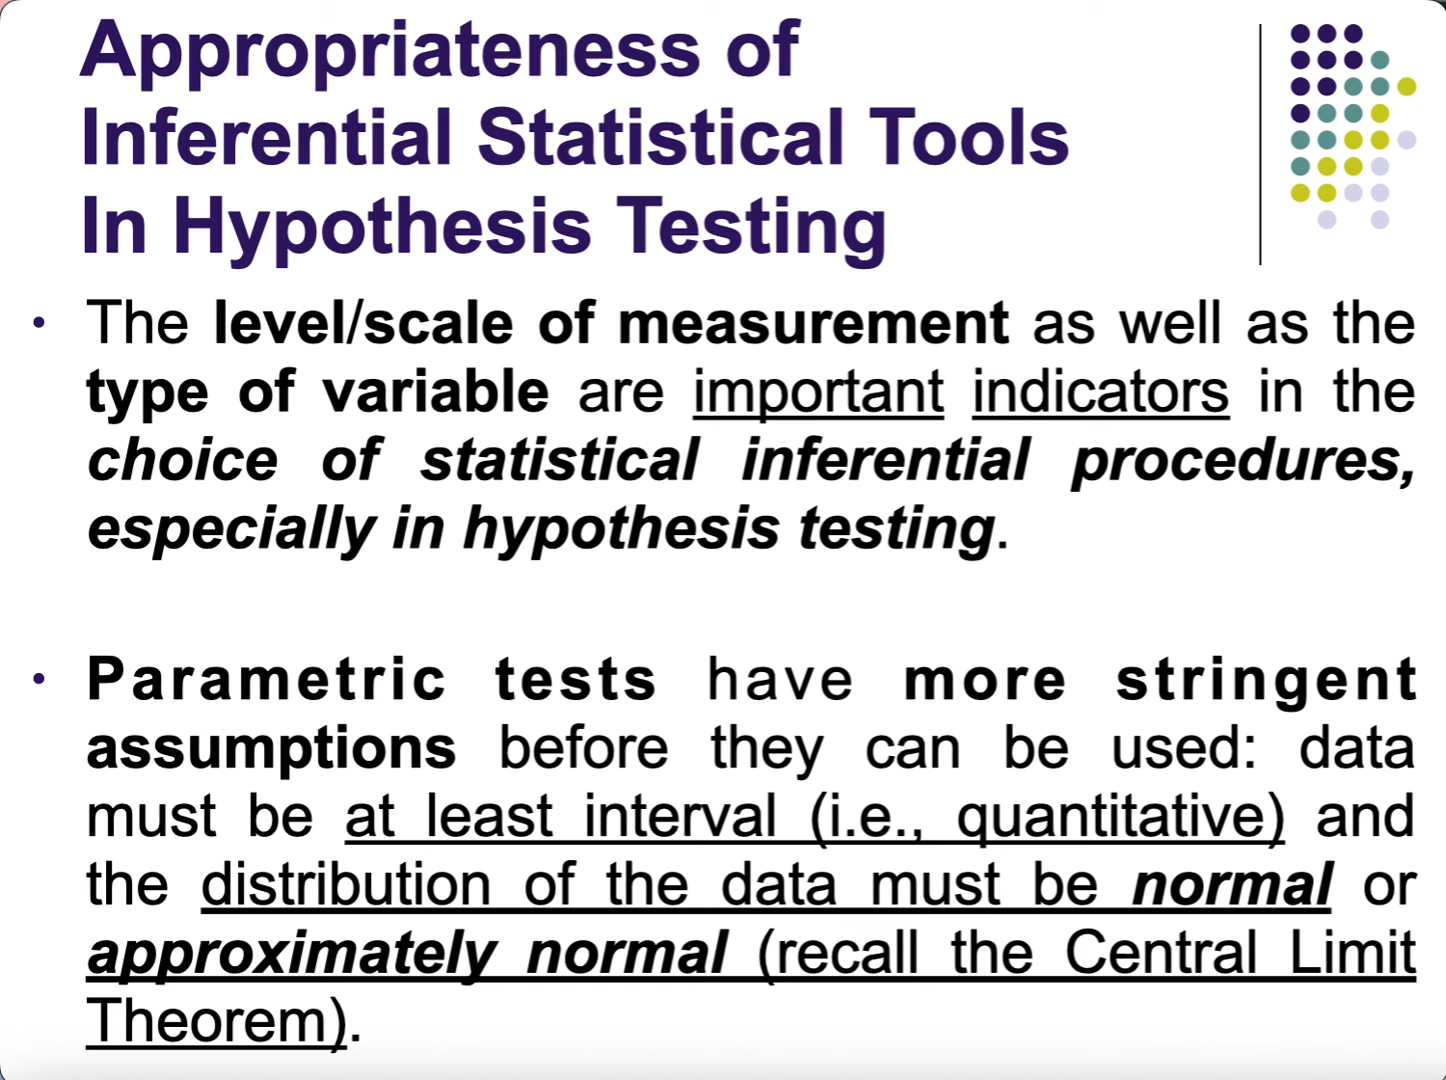 Appropriateness of
Inferential Statistical Tools
In Hypothesis Testing
• The level/scale of measurement as well as the
type of variable are important indicators in the
choice of statistical inferential procedures,
especially in hypothesis testing.
• Parametric tests have more stringent
assumptions before they can be used: data
must be at least interval (i.e., quantitative) and
the distribution of the data must be normal or
approximately normal (recall the Central Limit
Theorem).